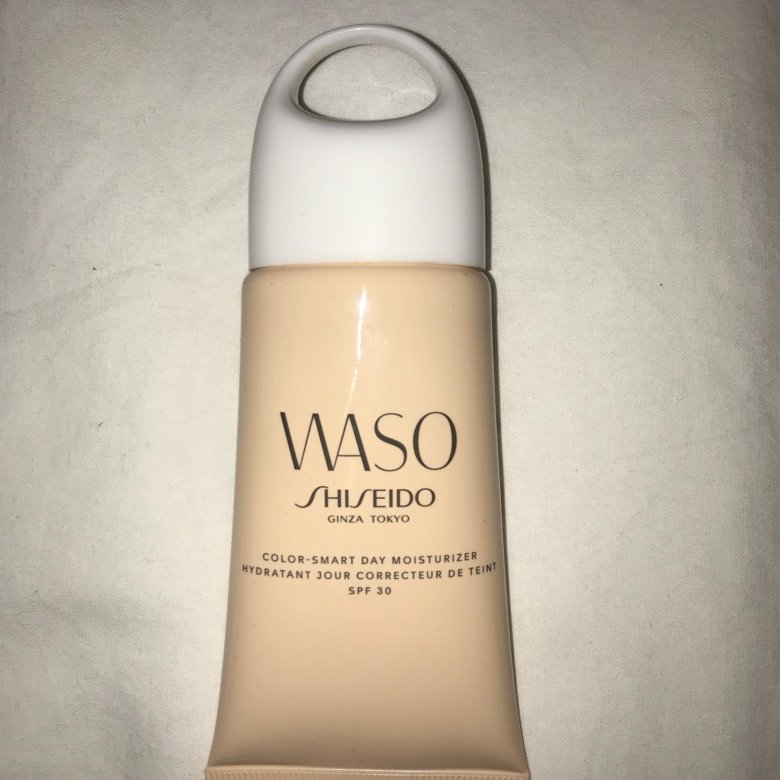 WASO
SHISEIDO
GINZA TOKYO
COLOR-SMART DAY MOISTURIZER
HYDRATANT JOUR CORRECTEUR DE TEINT
SPF 30